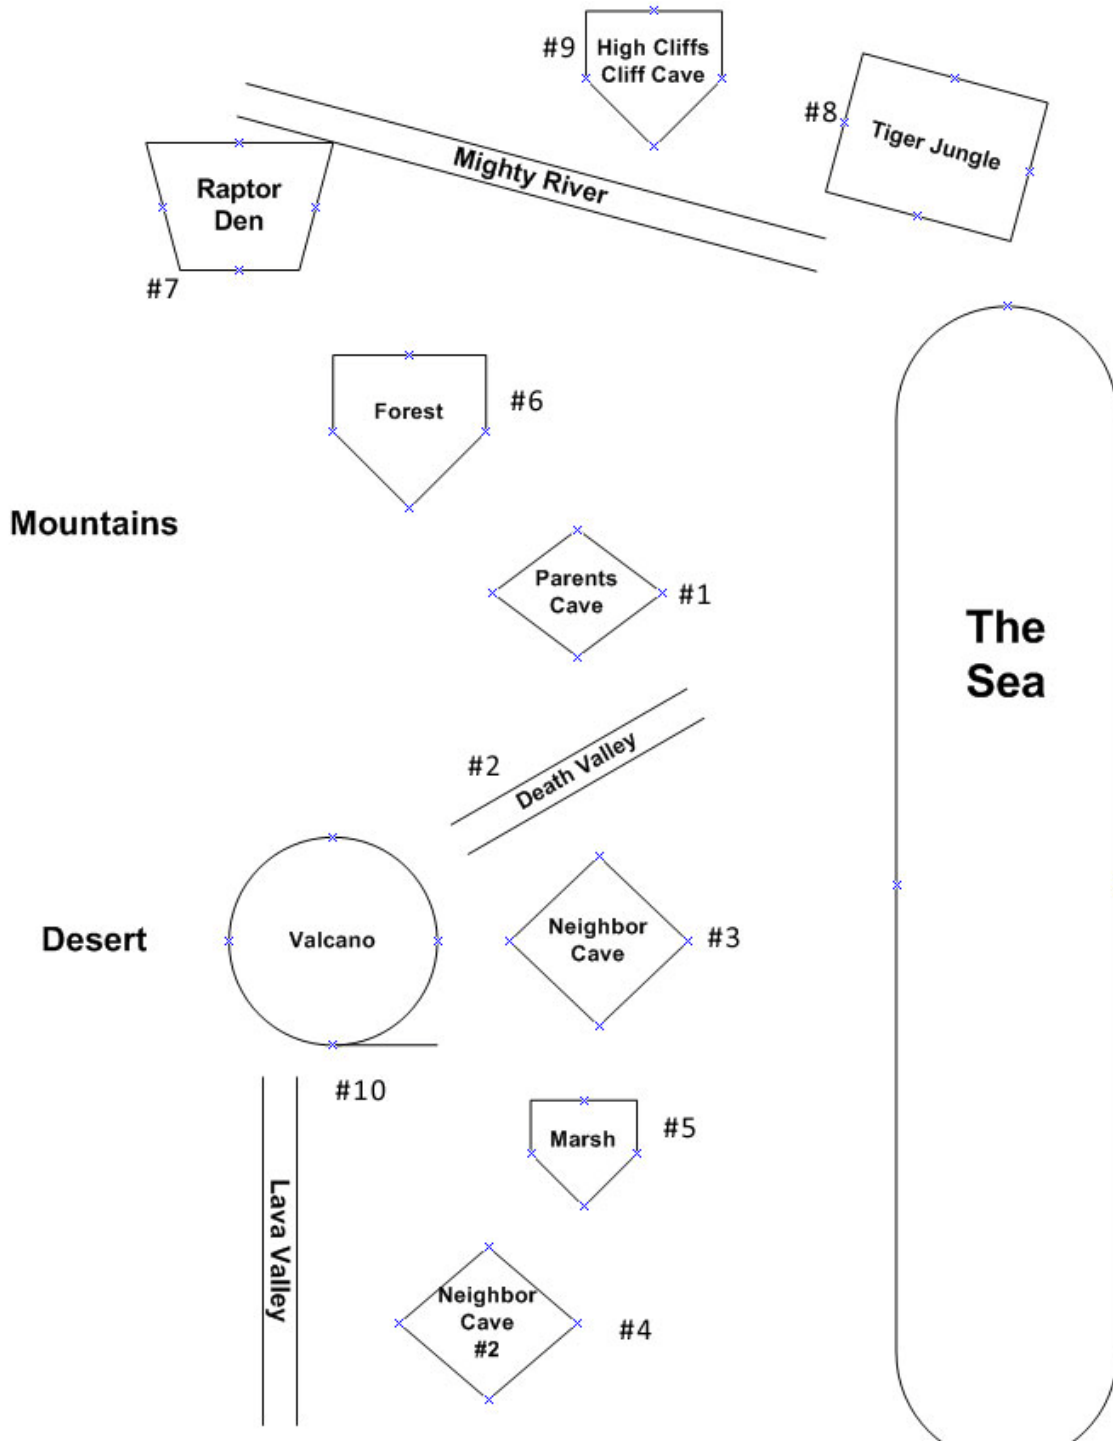 #9
High Cliffs
Cliff Cave
#8
Tiger Jungle
Mighty River
Raptor
Den
#7
Forest
#6
Mountains
Parents
Cave
#1
The
Sea
#2
Death Valley
Desert
Valcano
Neighbor
Cave
#3
#10
Marsh
#5
Lava Valley
Neighbor
Cave
#2
#4